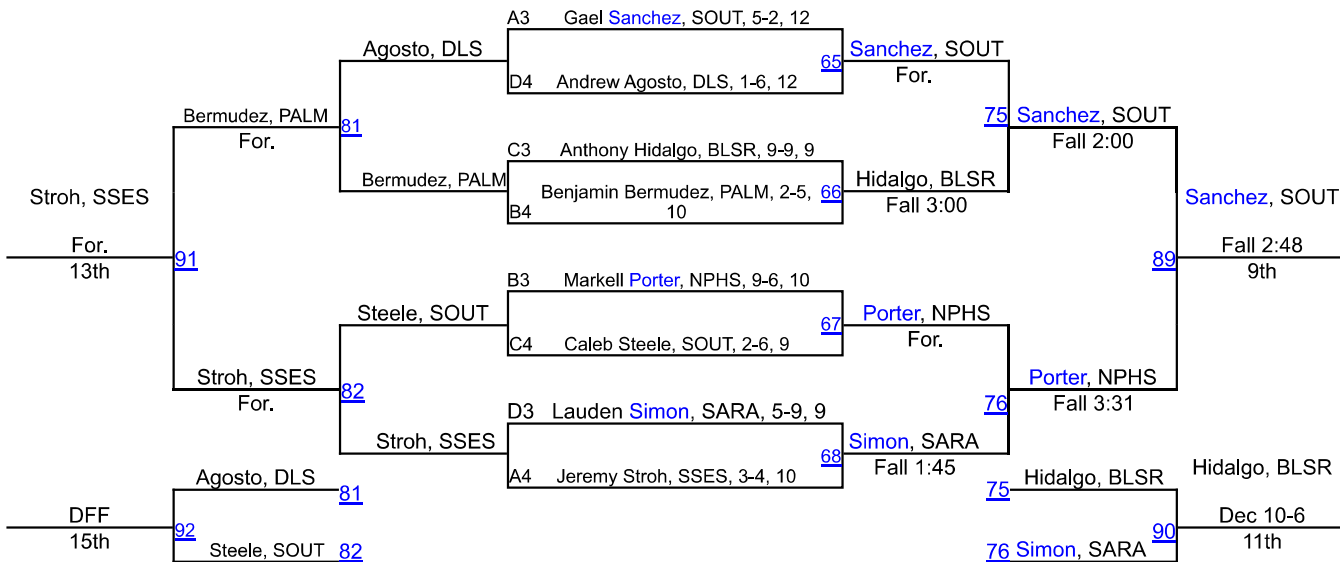 A3 Gael Sanchez, SOUT, 5-2, 12
Agosto, DLS
65
Sanchez, SOUT
For.
D4 Andrew Agosto, DLS, 1-6, 12
Bermudez, PALM
For.
81
75
Sanchez, SOUT
Fall 2:00
C3 Anthony Hidalgo, BLSR, 9-9, 9
Bermudez, PALM
Benjamin Bermudez, PALM, 2-5,
10
B4
66
Hidalgo, BLSR
Fall 3:00
Stroh, SSES
For.
13th
91
Sanchez, SOUT
Fall 2:48
9th
89
B3 Markell Porter, NPHS, 9-6, 10
Steele, SOUT
67
Porter, NPHS
For.
C4 Caleb Steele, SOUT, 2-6, 9
Stroh, SSES
For.
82
76
Porter, NPHS
Fall 3:31
D3 Lauden Simon, SARA, 5-9, 9
Stroh, SSES
68
Simon, SARA
Fall 1:45
A4 Jeremy Stroh, SSES, 3-4, 10
Agosto, DLS
81
DFF
15th
92
Steele, SOUT 82
75
Hidalgo, BLSR
Hidalgo, BLSR
Dec 10-6
11th
90
76 Simon, SARA